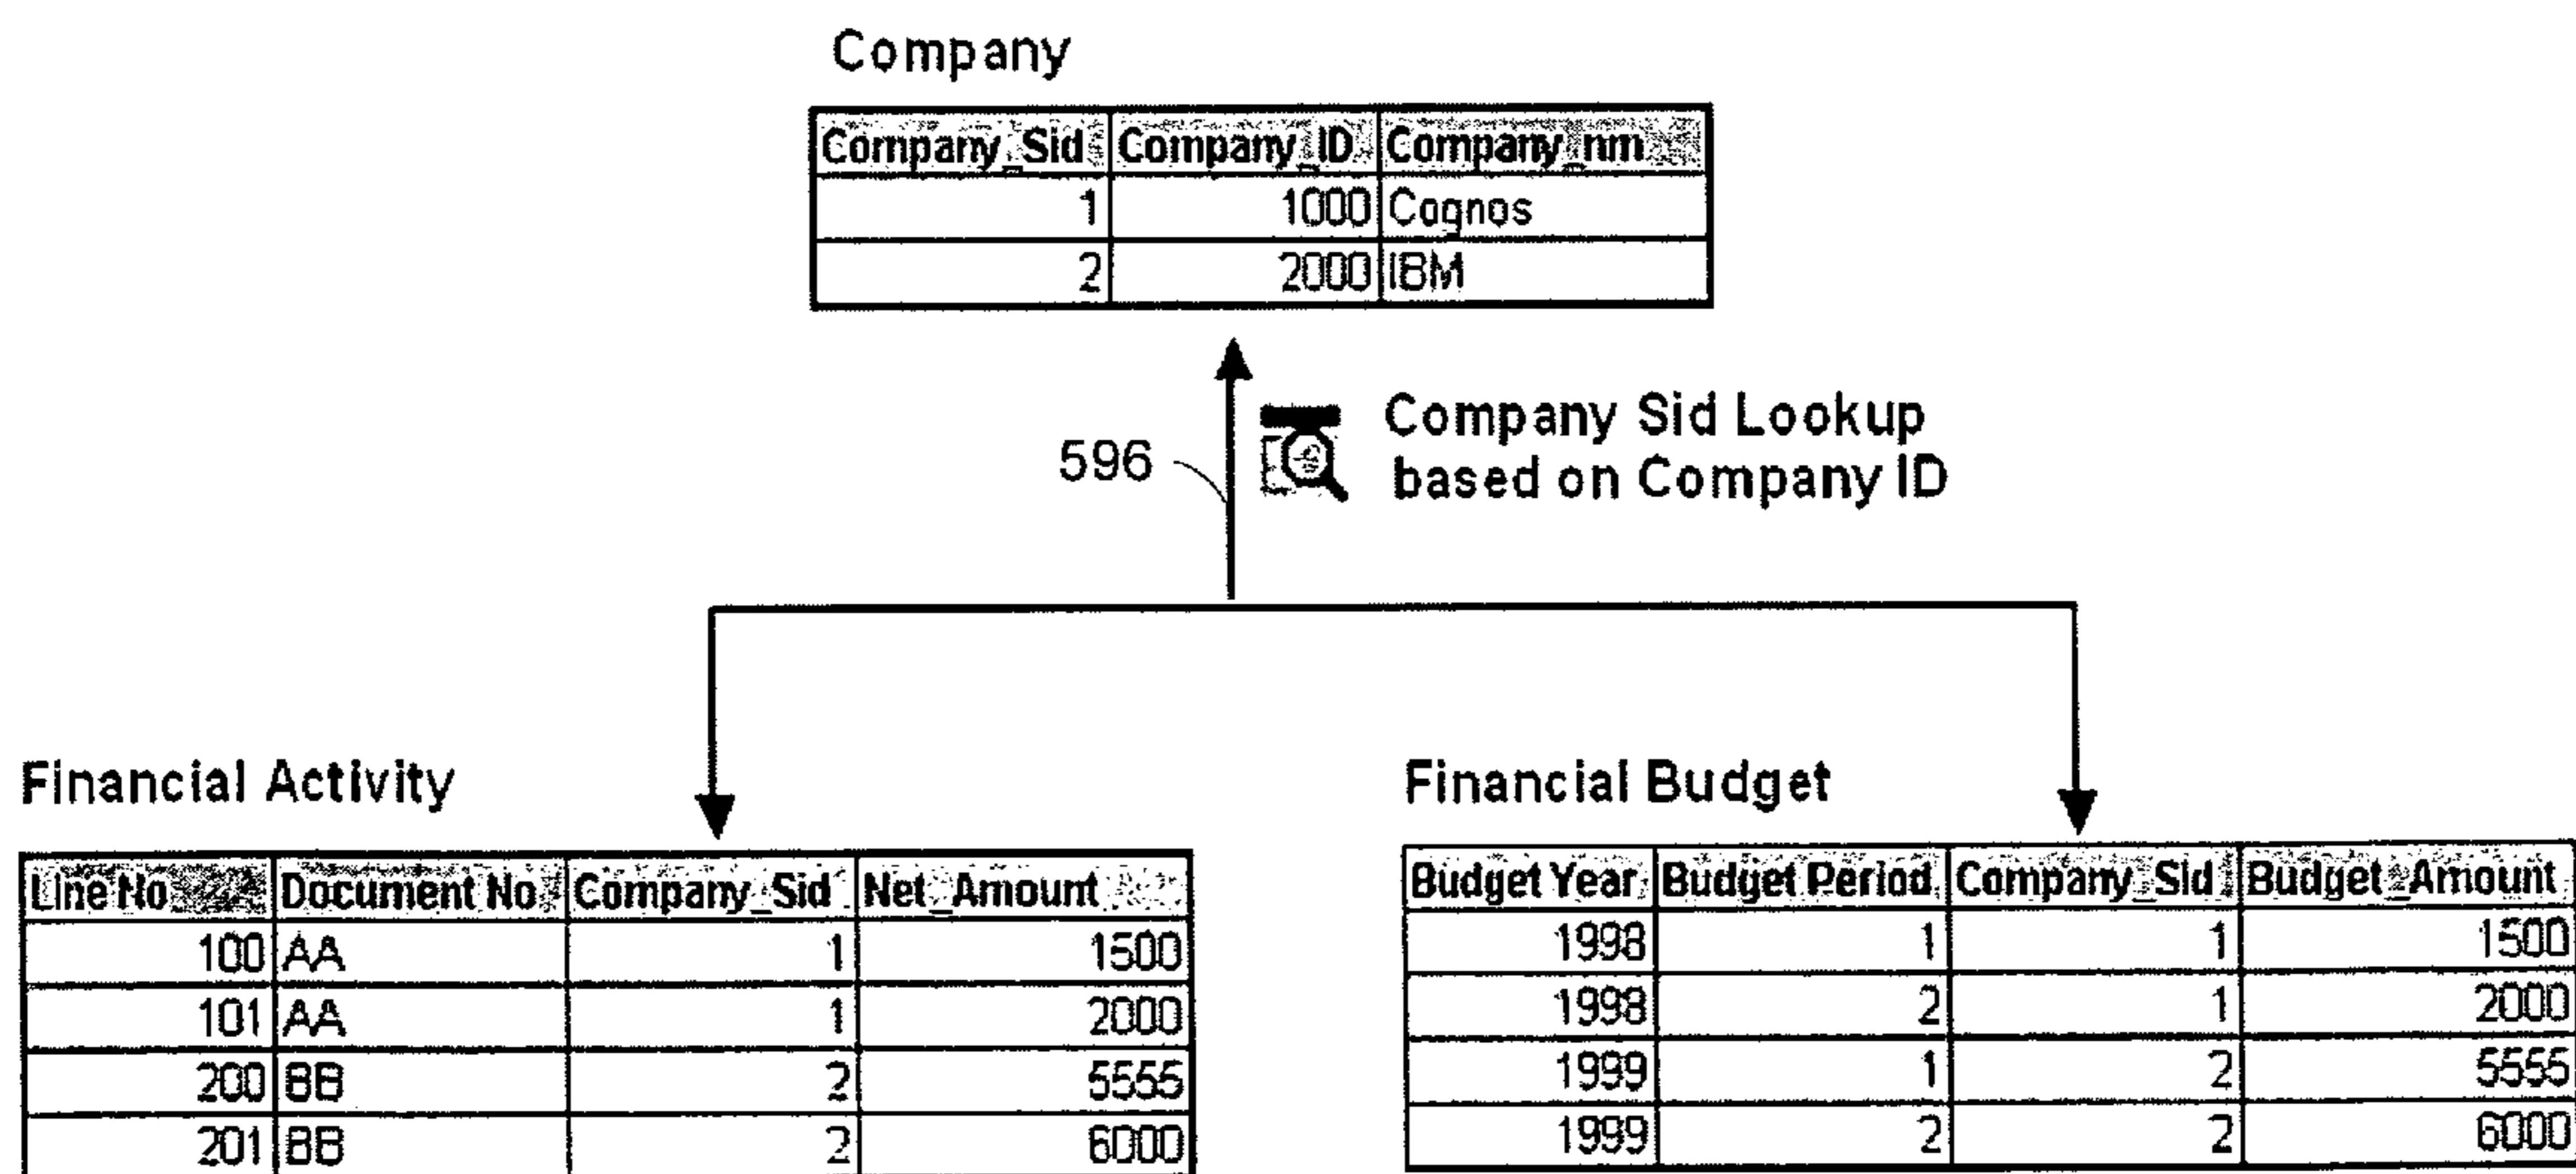 Company
Company_Sid Company_ID Company_nm
1 1000 Cognos
2 2000 IBM
596
Company Sid Lookup
based on Company ID
Financial Activity
Line No Document No Company_Sid Net_Amount
100 AA 1 1500
101 AA 1 2000
200 BB 2 5555
201 BB 2 6000
Financial Budget
Budget Year Budget Period Company_Sid Budget_Amount
1998 1 1 1500
1998 2 1 2000
1999 1 2 5555
1999 2 2 6000